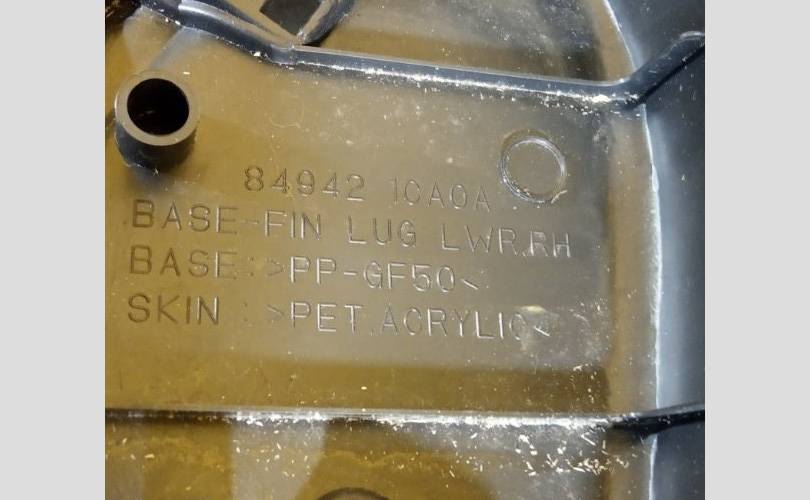 84942 1CA0A
BASE-FIN LUG LWR.RH
BASE:>PP-GF50<
SKIN :>PET.ACRYLIC<